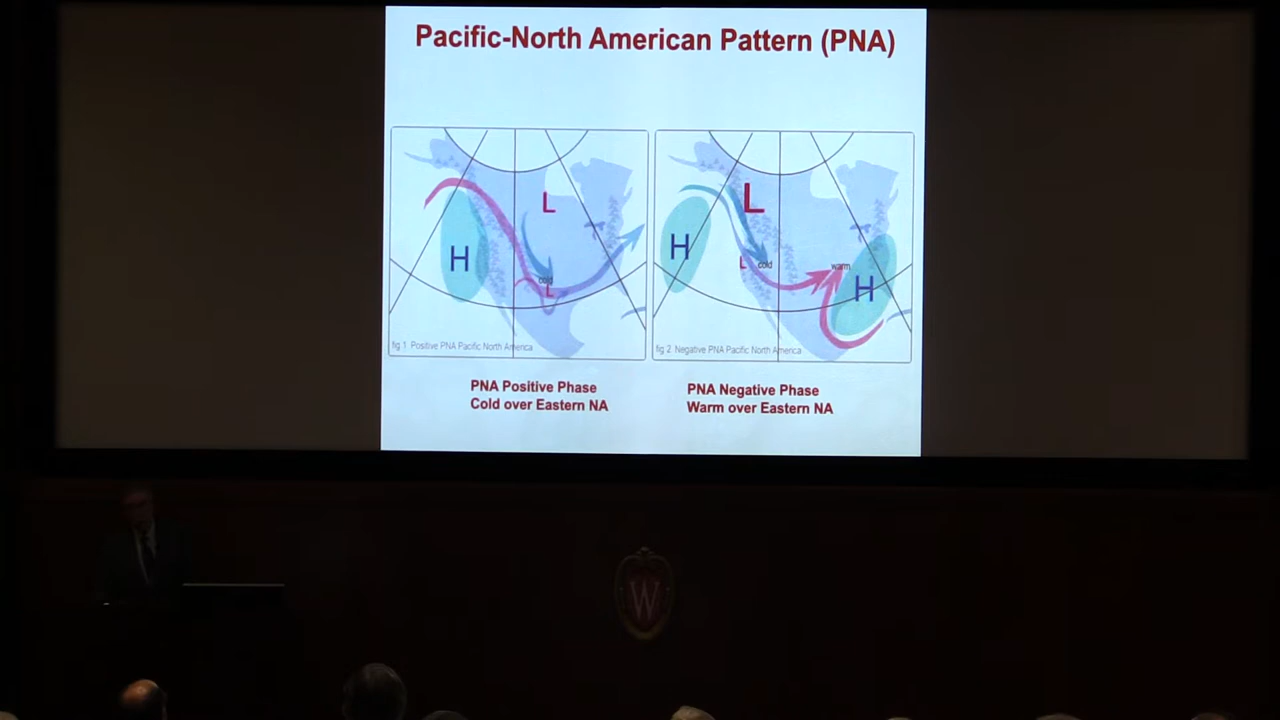 Pacific-North American Pattern (PNA)
L
H
cold
L
fig 1 Positive PNA Pacific North America
L
H
L
cold
warm
H
fig 2 Negative PNA Pacific North America
PNA Positive Phase
Cold over Eastern NA
PNA Negative Phase
Warm over Eastern NA
W